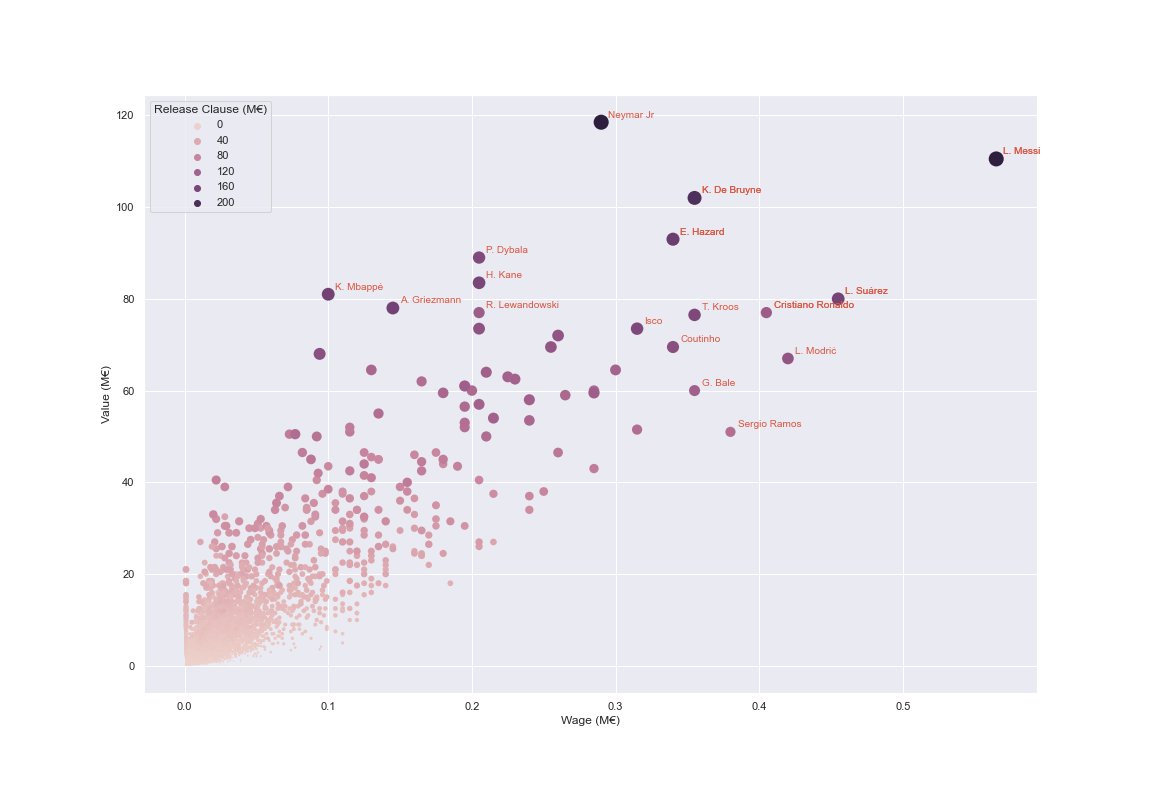 Release Clause (M€)
0
40
80
120
160
200
Neymar Jr
L. Messi
K. De Bruyne
E. Hazard
P. Dybala
H. Kane
K. Mbappé
A. Griezmann
R. Lewandowski
L. Suárez
T. Kroos
Cristiano Ronaldo
Isco
Coutinho
L. Modrić
G. Bale
Sergio Ramos
120
100
80
60
40
20
0
Value (M€)
0.0
0.1
0.2
0.3
0.4
0.5
Wage (M€)